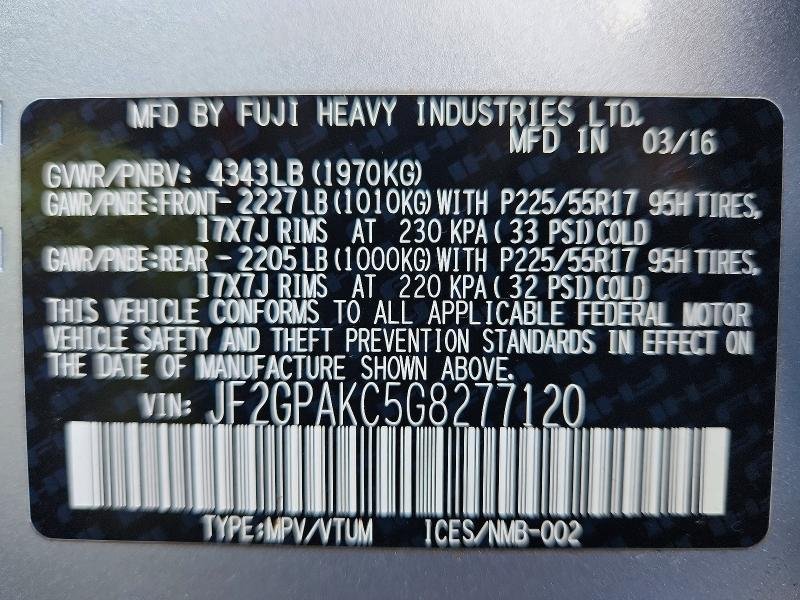 MFD BY FUJI HEAVY INDUSTRIES LTD.
MFD IN 03/16
GVWR/PNBV: 4343LB (1970KG)
GAWR/PNBE:FRONT-2227LB (1010KG) WITH P225/55R17 95H TIRES,
17X7J RIMS AT 230 KPA (33 PSI) COLD
GAWR/PNBE:REAR -2205LB (1000KG) WITH P225/55R17 95H TIRES,
17X7J RIMS AT 220 KPA (32 PSI) COLD
THIS VEHICLE CONFORMS TO ALL APPLICABLE FEDERAL MOTOR
VEHICLE SAFETY AND THEFT PREVENTION STANDARDS IN EFFECT ON
THE DATE OF MANUFACTURE SHOWN ABOVE.
VIN: JF2GPAKC5G8277120
TYPE:MPV/VTUM ICES/NMB-002